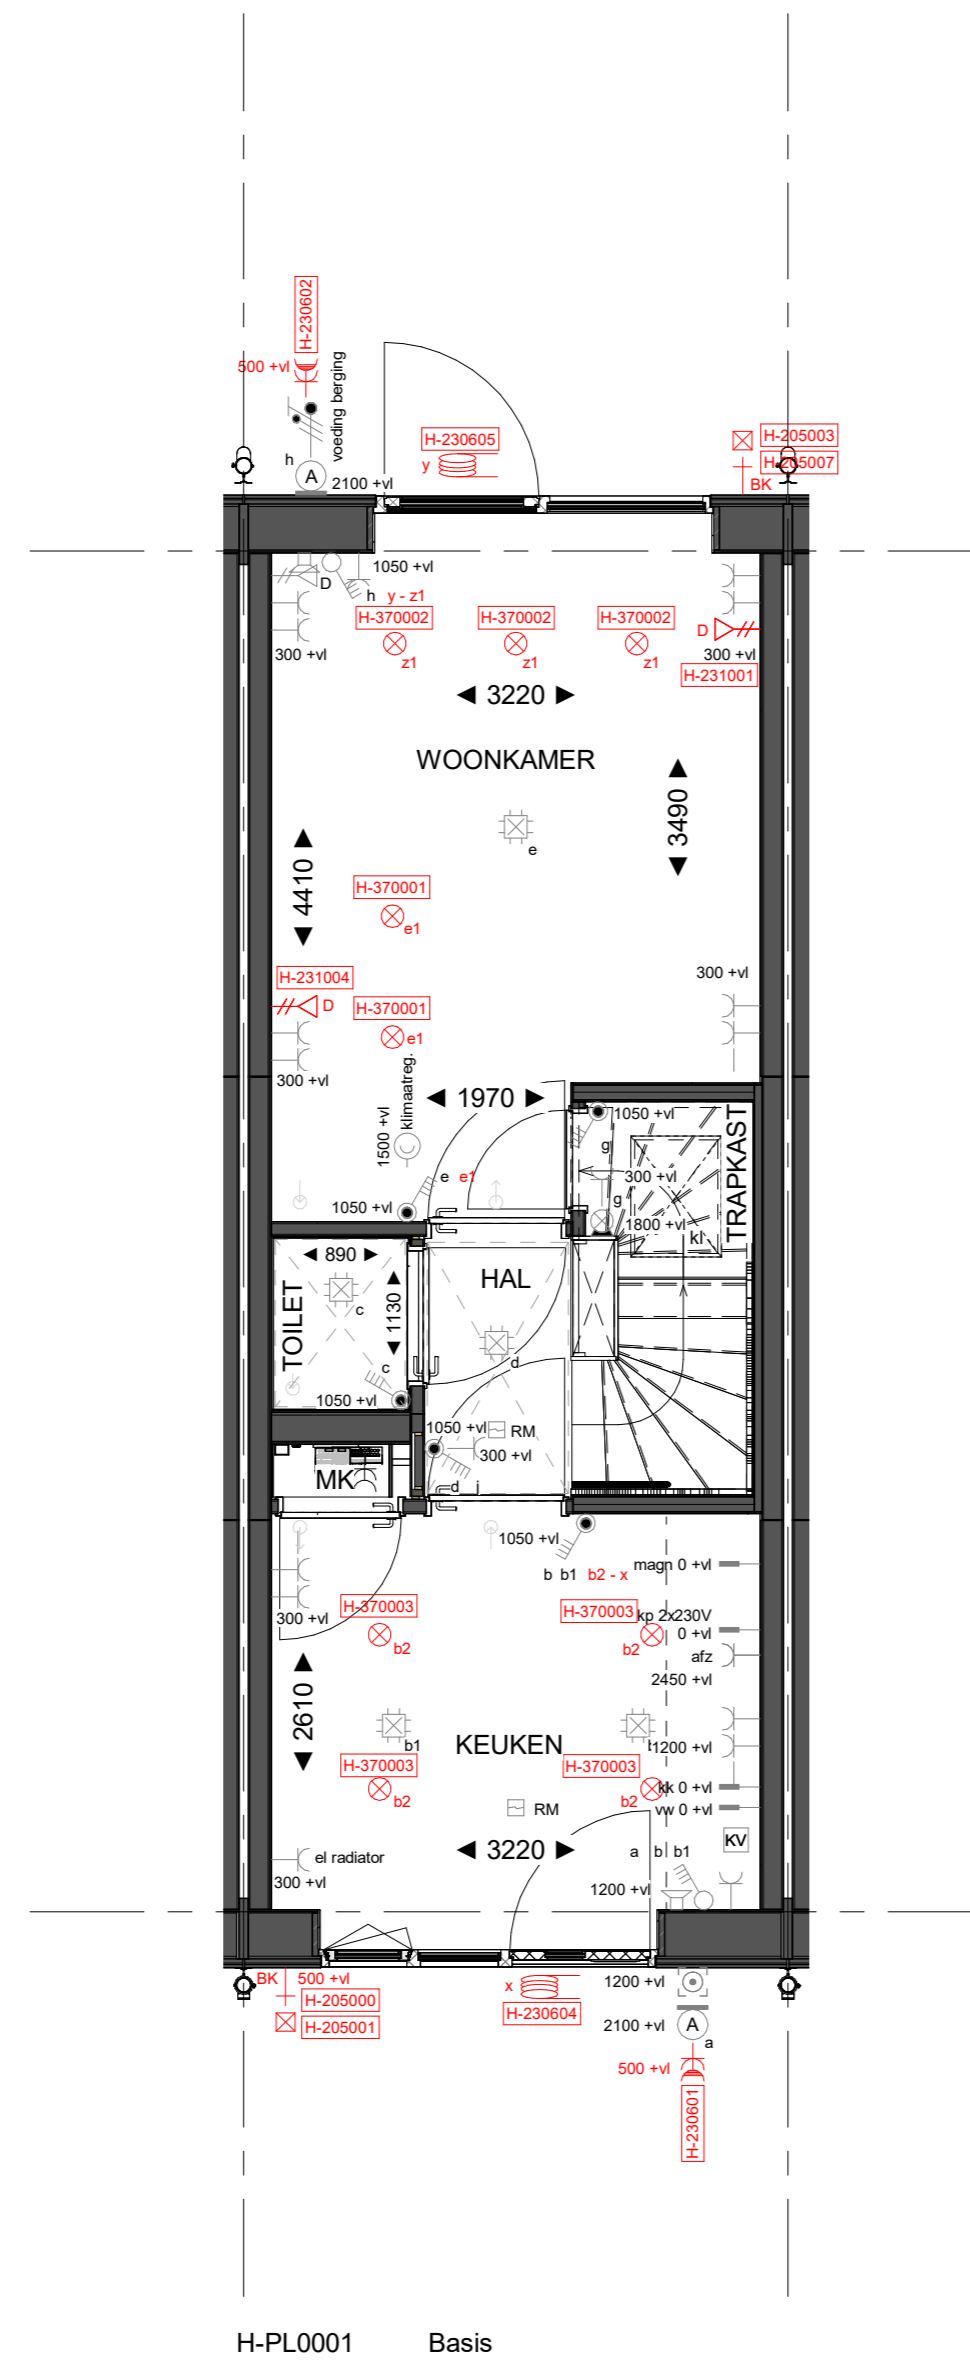 H-230602
500 +vl
voeding berging
h
A
2100 +vl
H-230605
y
H-205003
H-205007
BK
D
1050 +vl
h y - z1
H-370002
z1
H-370002
z1
H-370002
z1
300 +vl
D
300 +vl
H-231001
3220
WOONKAMER
3490
e
4410
H-370001
e1
H-231004
D
H-370001
e1
300 +vl
300 +vl
klimaatreg.
1500 +vl
1970
1050 +vl
e e1
1050 +vl
g
300 +vl
g
1800 +vl
kl
TRAPKAST
890
TOILET
c
1130
c
1050 +vl
HAL
d
1050 +vl
RM
300 +vl
d j
MK
1050 +vl
b b1 b2 - x
magn 0 +vl
300 +vl
H-370003
b2
H-370003
b2
kp 2x230V
0 +vl
afz
2450 +vl
2610
b1
KEUKEN
1200 +vl
H-370003
b2
H-370003
b2
kk 0 +vl
vw 0 +vl
RM
KV
3220
a b b1
el radiator
300 +vl
1200 +vl
BK 500 +vl
H-205000
H-205001
x
H-230604
1200 +vl
2100 +vl
A
a
500 +vl
H-230601
H-PL0001 Basis